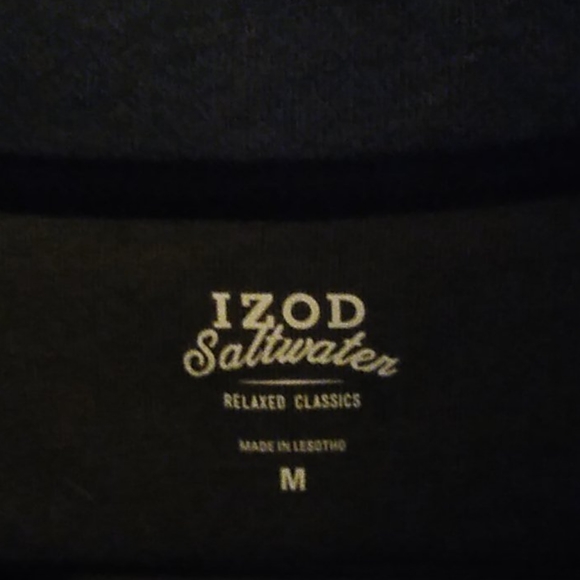 IZOD
Saltwater
RELAXED CLASSICS
MADE IN LESOTHO
M